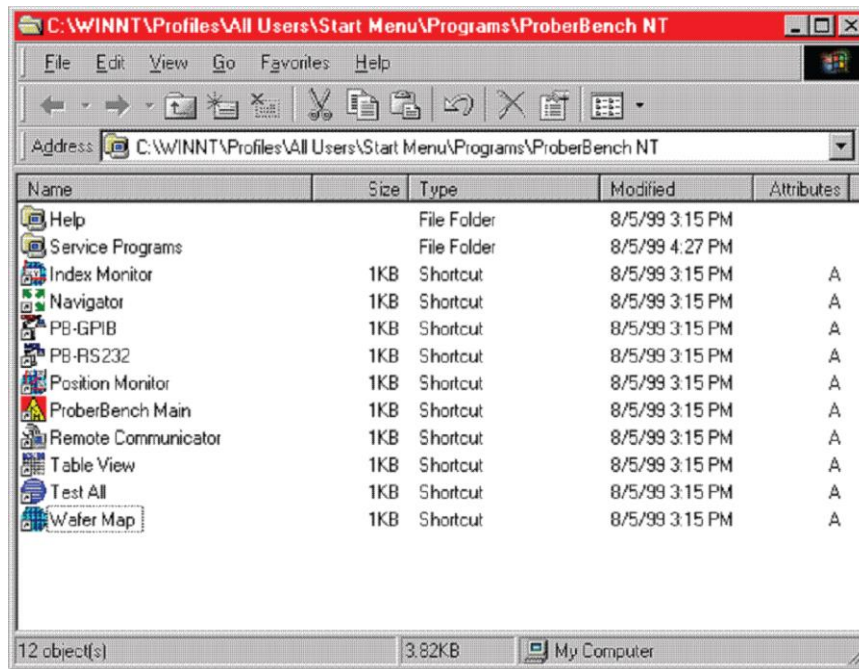 C:\WINNT\Profiles\All Users\Start Menu\Programs\ProberBench NT
File Edit View Go Favorites Help
Address C:\WINNT\Profiles\All Users\Start Menu\Programs\ProberBench NT
Name Size Type Modified Attributes
Help File Folder 8/5/99 3:15 PM
Service Programs File Folder 8/5/99 4:27 PM
Index Monitor 1KB Shortcut 8/5/99 3:15 PM A
Navigator 1KB Shortcut 8/5/99 3:15 PM A
PB-GPIB 1KB Shortcut 8/5/99 3:15 PM A
PB-RS232 1KB Shortcut 8/5/99 3:15 PM A
Position Monitor 1KB Shortcut 8/5/99 3:15 PM A
ProberBench Main 1KB Shortcut 8/5/99 3:15 PM A
Remote Communicator 1KB Shortcut 8/5/99 3:15 PM A
Table View 1KB Shortcut 8/5/99 3:15 PM A
Test All 1KB Shortcut 8/5/99 3:15 PM A
Wafer Map 1KB Shortcut 8/5/99 3:15 PM A
12 object(s) 3.82KB My Computer